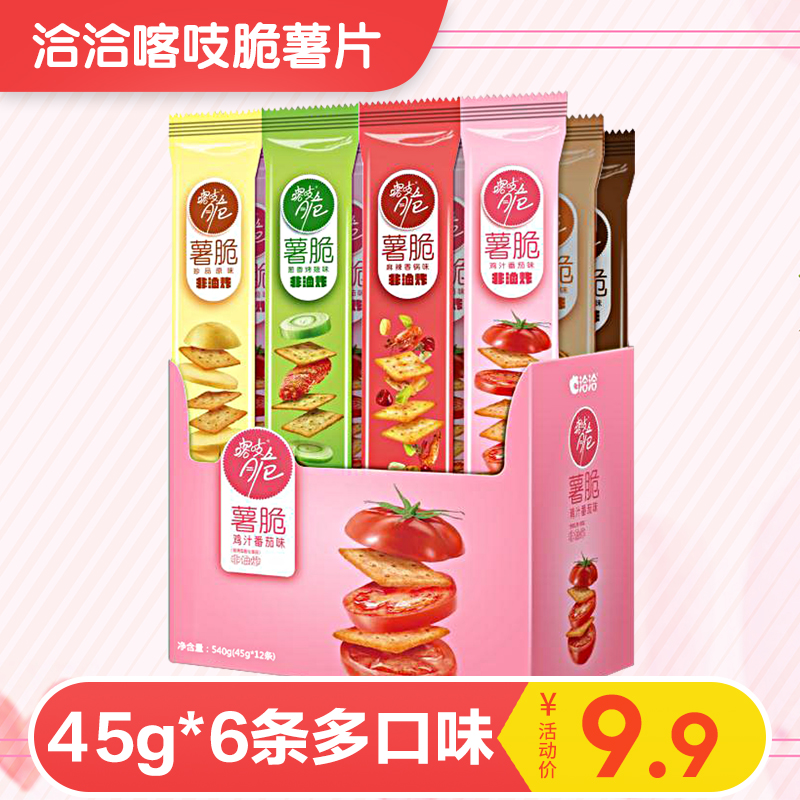 洽洽喀吱脆薯片
喀吱脆
薯脆
珍品原味
非油炸
喀吱脆
薯脆
葱香烤翅味
非油炸
喀吱脆
薯脆
麻辣香锅味
非油炸
喀吱脆
薯脆
鸡汁番茄味
非油炸
洽洽
喀吱脆
薯脆
鸡汁番茄味
非油炸
喀吱脆
薯脆
鸡汁番茄味
非油炸
净含量：540g(45g*12条)
45g*6条多口味
¥
活动价
9.9